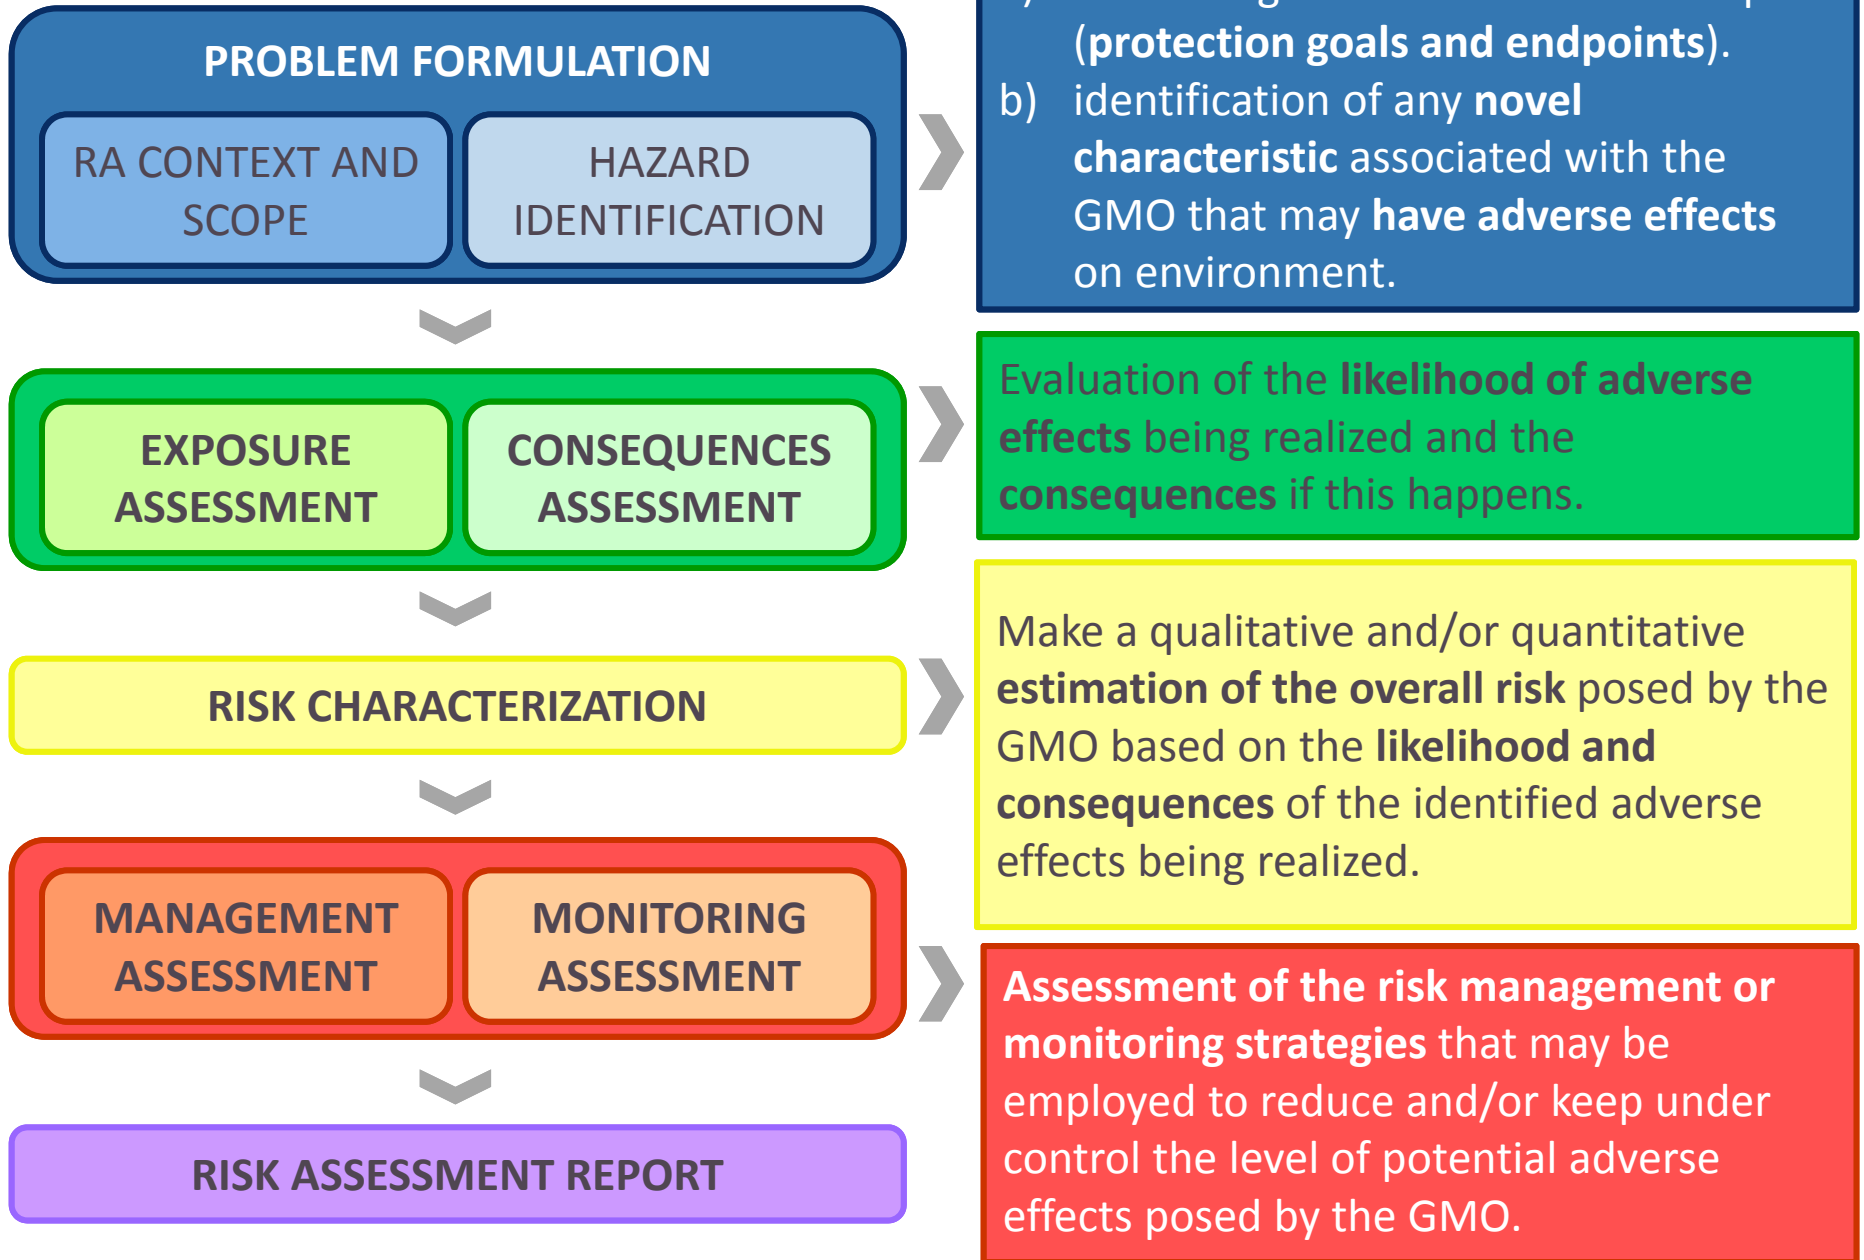 PROBLEM FORMULATION
RA CONTEXT AND
SCOPE
HAZARD
IDENTIFICATION
(protection goals and endpoints).
b) identification of any novel
characteristic associated with the
GMO that may have adverse effects
on environment.
EXPOSURE
ASSESSMENT
CONSEQUENCES
ASSESSMENT
Evaluation of the likelihood of adverse
effects being realized and the
consequences if this happens.
RISK CHARACTERIZATION
Make a qualitative and/or quantitative
estimation of the overall risk posed by the
GMO based on the likelihood and
consequences of the identified adverse
effects being realized.
MANAGEMENT
ASSESSMENT
MONITORING
ASSESSMENT
Assessment of the risk management or
monitoring strategies that may be
employed to reduce and/or keep under
control the level of potential adverse
effects posed by the GMO.
RISK ASSESSMENT REPORT